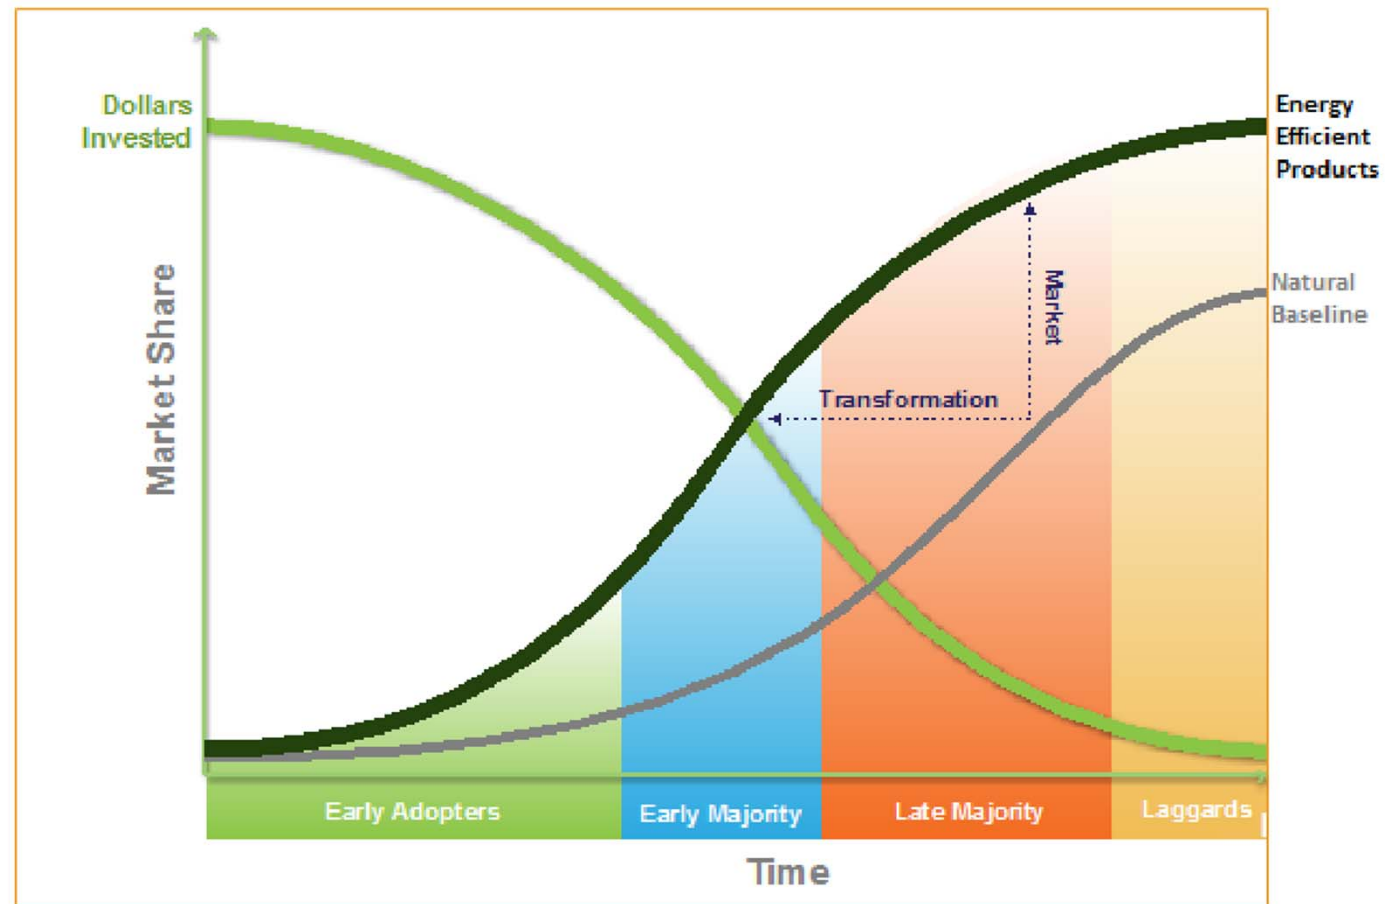 Dollars
Invested
Energy
Efficient
Products
Natural
Baseline
Market Share
Market
Transformation
Early Adopters
Early Majority
Late Majority
Laggards
Time